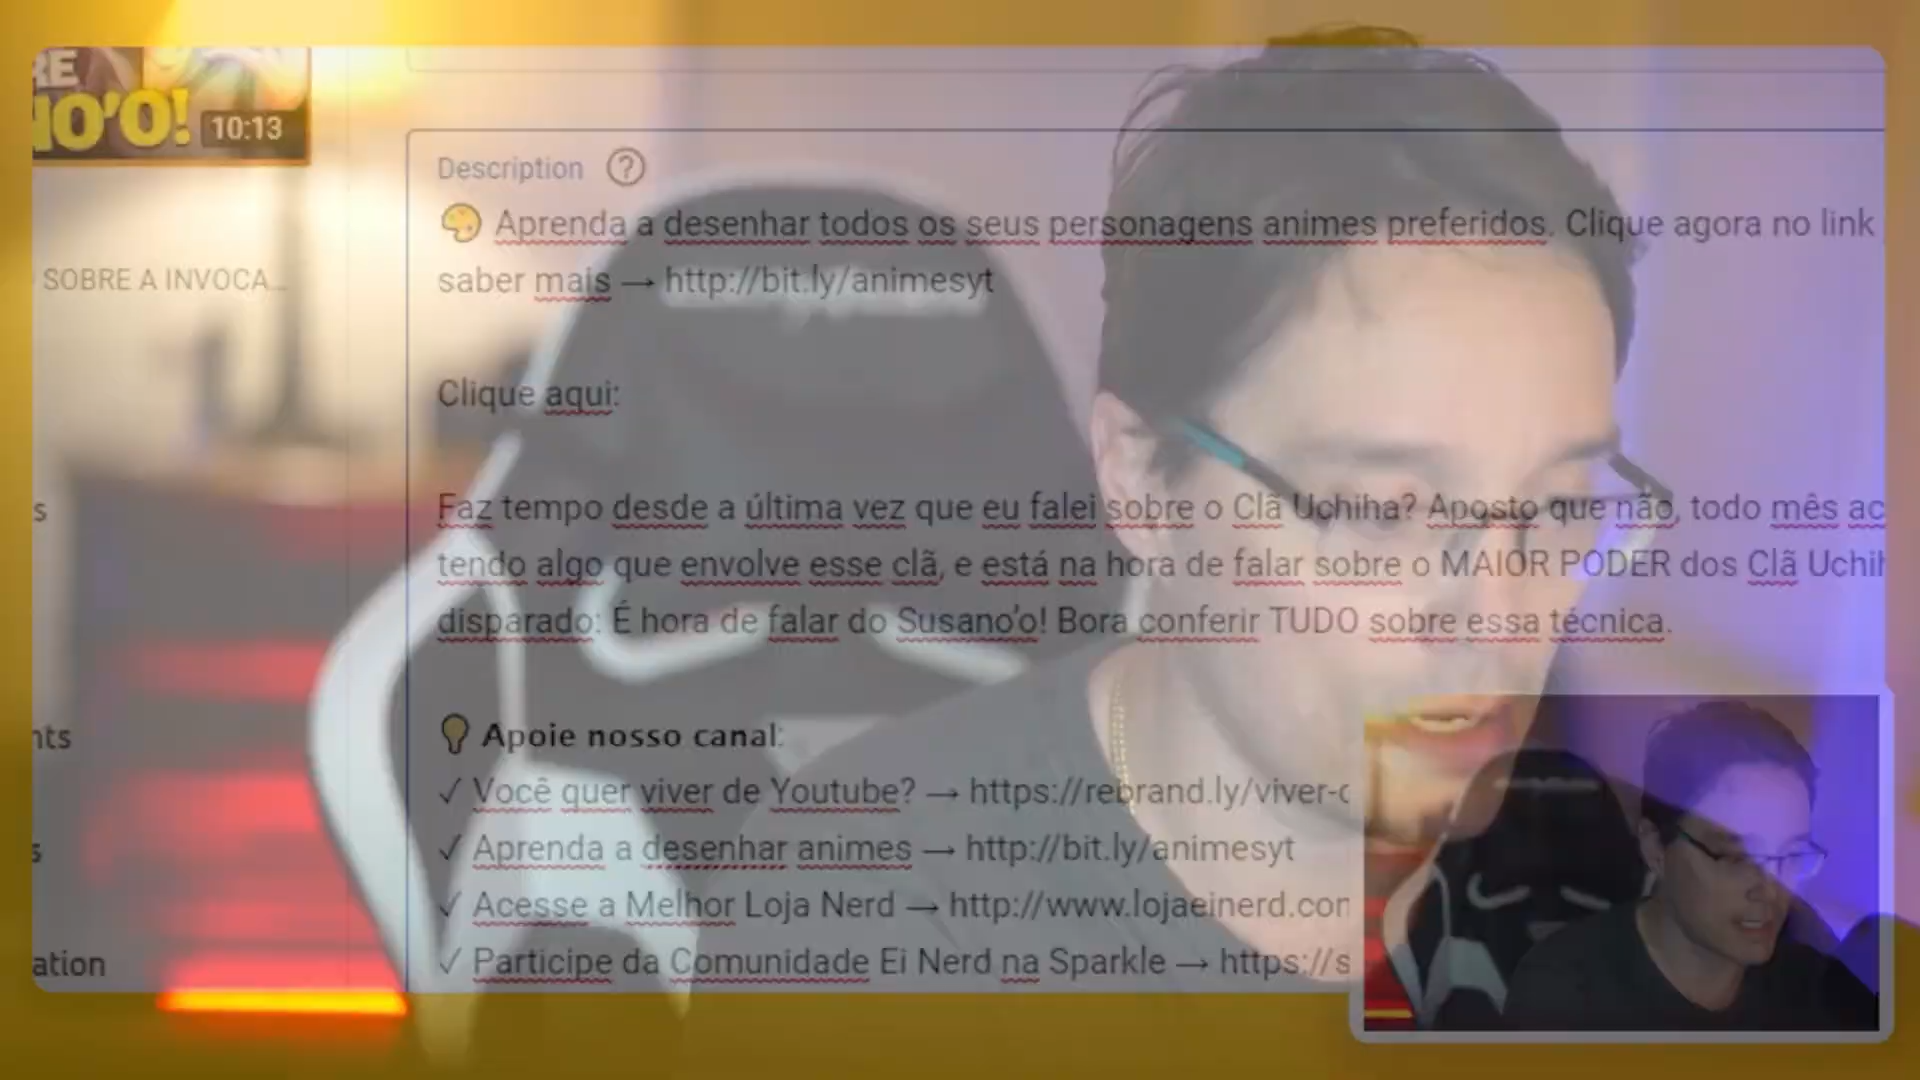 RE
NO'O!
10:13
Description ?
Aprenda a desenhar todos os seus personagens animes preferidos. Clique agora no link
SOBRE A INVOCA...
saber mais → http://bit.ly/animesyt
Clique aqui:
s
Faz tempo desde a última vez que eu falei sobre o Clã Uchiha? Aposto que não, todo mês ac
tendo algo que envolve esse clã, e está na hora de falar sobre o MAIOR PODER dos Clã Uchih
disparado: É hora de falar do Susano'o! Bora conferir TUDO sobre essa técnica.
nts
Apoie nosso canal:
✓ Você quer viver de Youtube? → https://rebrand.ly/viver-d
s
✓ Aprenda a desenhar animes → http://bit.ly/animesyt
✓ Acesse a Melhor Loja Nerd → http://www.lojaeinerd.com
ation
✓ Participe da Comunidade Ei Nerd na Sparkle → https://s